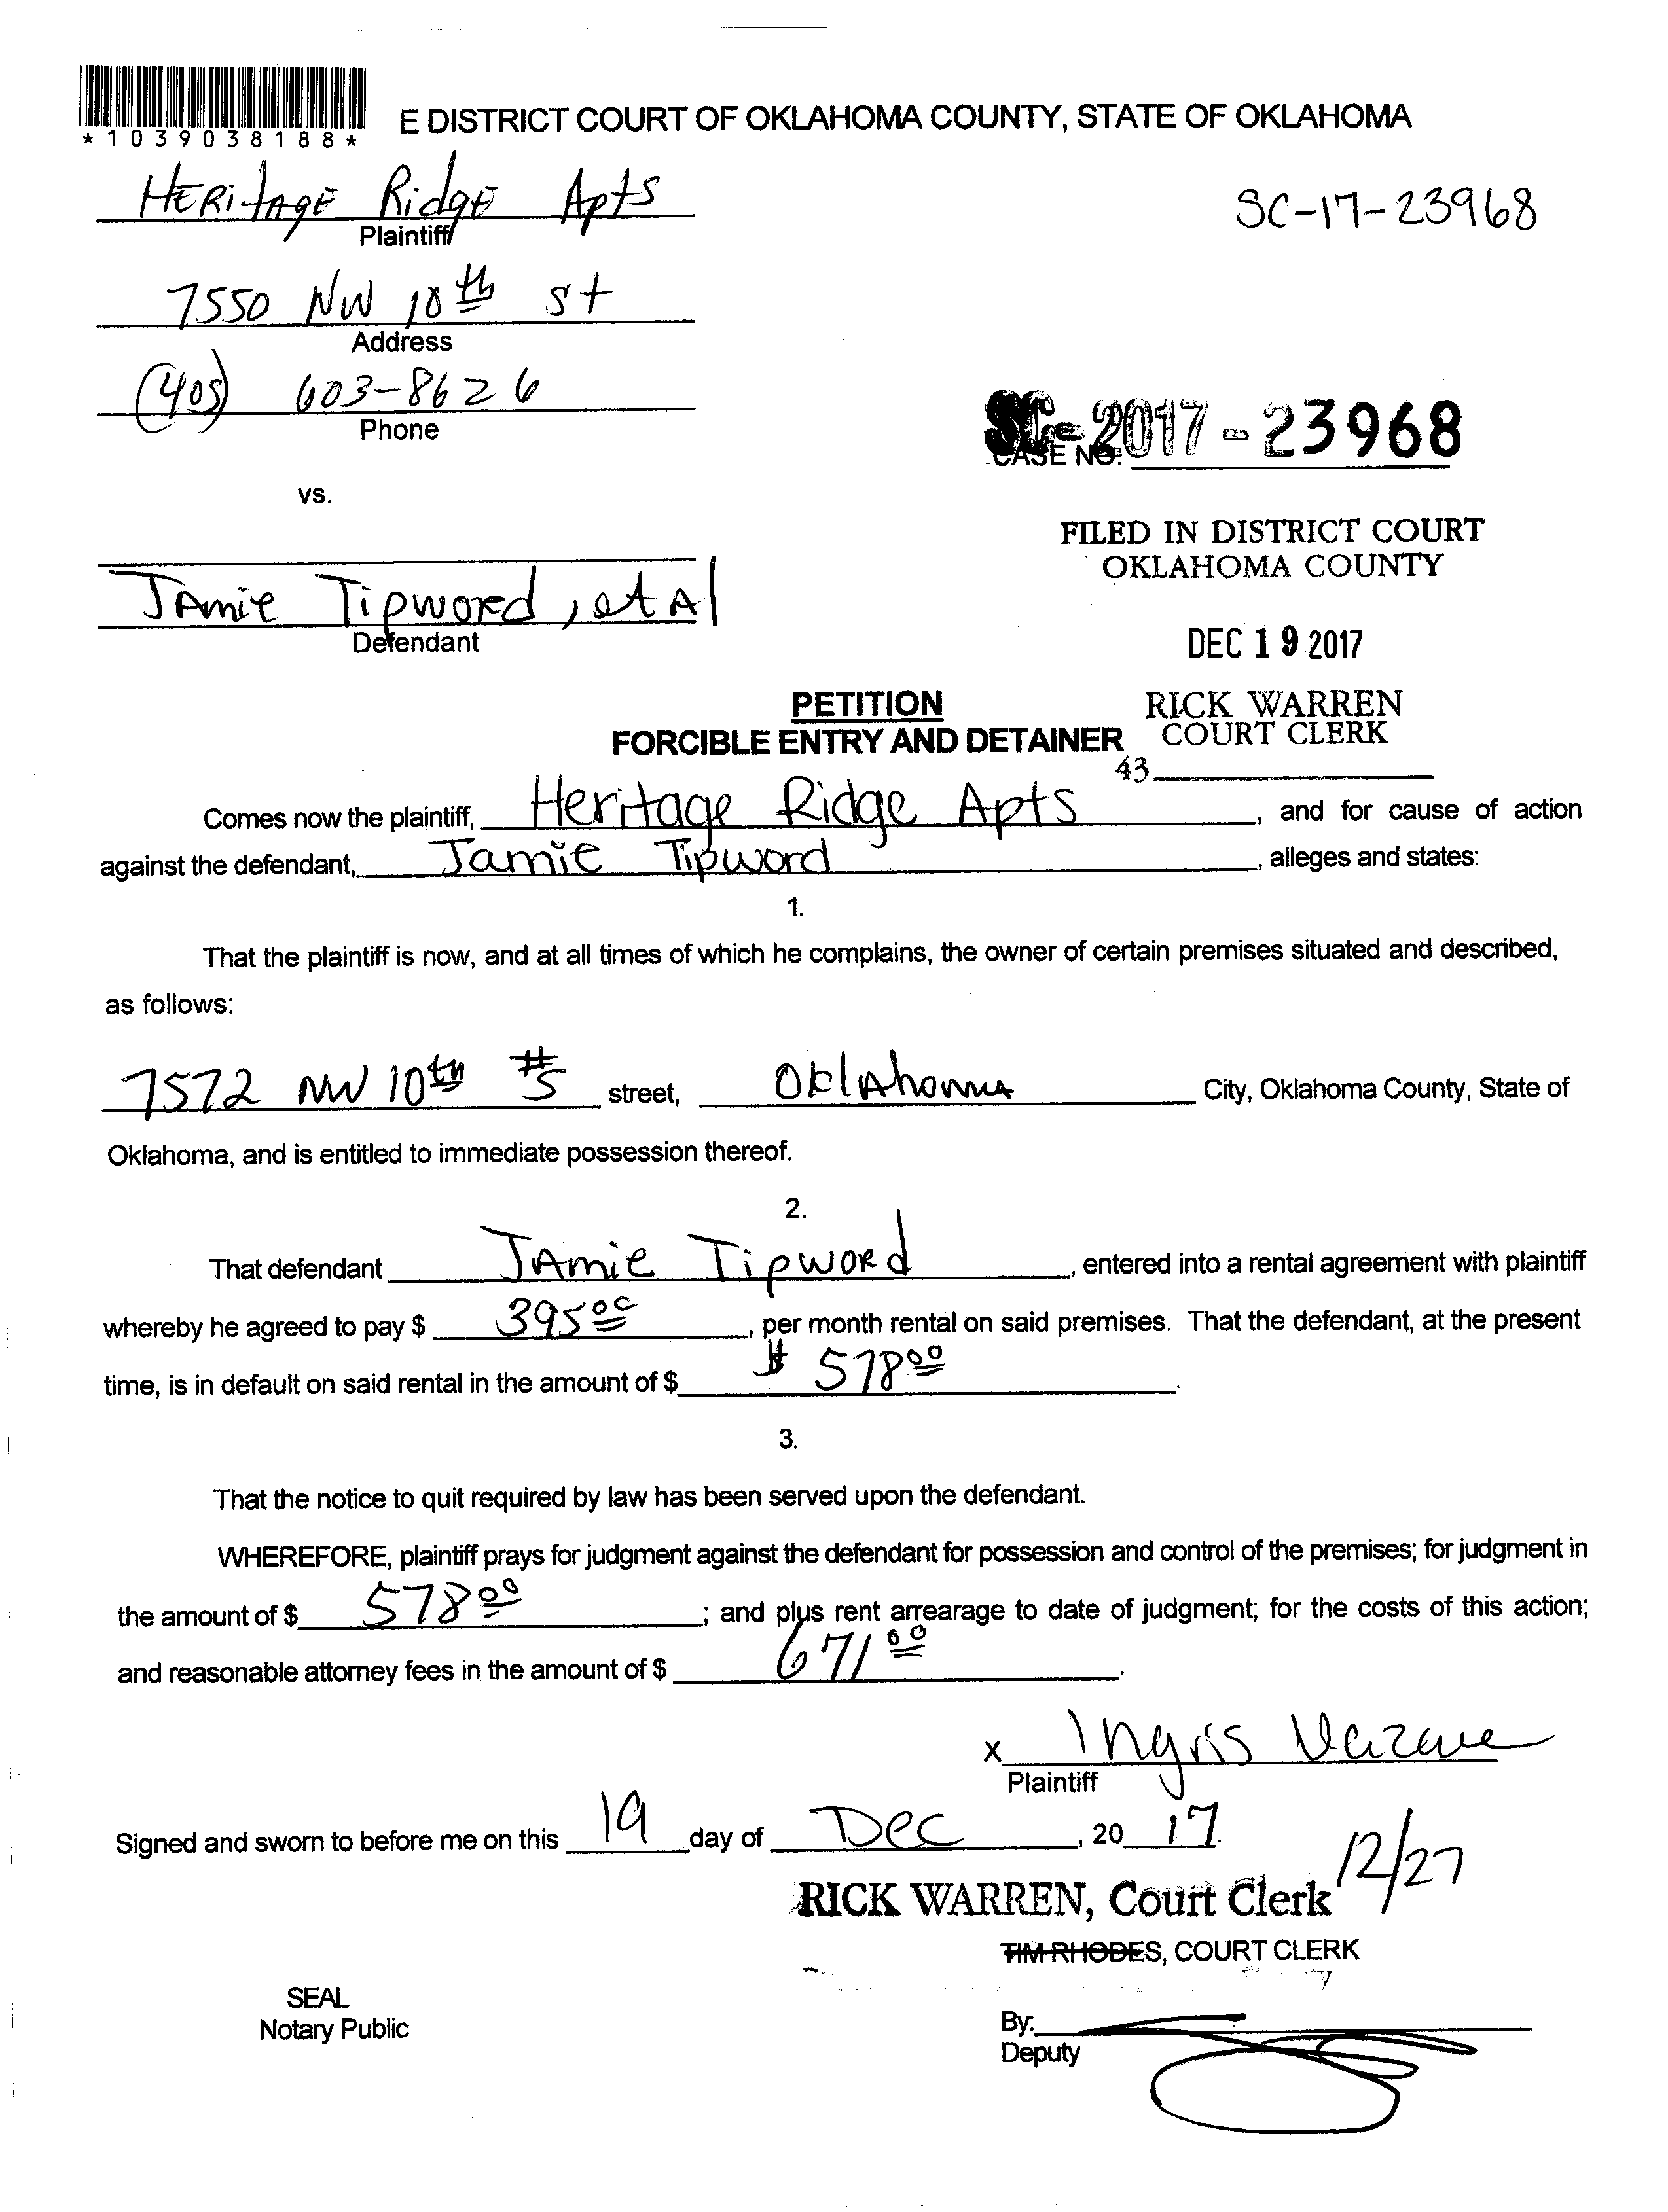 *1039038188*
E DISTRICT COURT OF OKLAHOMA COUNTY, STATE OF OKLAHOMA
HERitAGE Ridge Apts
Plaintiff
SC-17-23968
7550 NW 10th st
Address
(405) 603-8626
Phone
SC-2017-23968
CASE NO.
vs.
FILED IN DISTRICT COURT
OKLAHOMA COUNTY
JAmie Tipword, et Al
Defendant
DEC 19 2017
PETITION
FORCIBLE ENTRY AND DETAINER
RICK WARREN
COURT CLERK
43
Comes now the plaintiff, Heritage Ridge Apts, and for cause of action
against the defendant, Jamie Tipword, alleges and states:
1.
That the plaintiff is now, and at all times of which he complains, the owner of certain premises situated and described,
as follows:
7572 NW 10th #5 street, OklAhoma City, Oklahoma County, State of
Oklahoma, and is entitled to immediate possession thereof.
2.
That defendant JAmie Tipword, entered into a rental agreement with plaintiff
whereby he agreed to pay $ 395 00, per month rental on said premises. That the defendant, at the present
time, is in default on said rental in the amount of $ $ 578 00.
3.
That the notice to quit required by law has been served upon the defendant.
WHEREFORE, plaintiff prays for judgment against the defendant for possession and control of the premises; for judgment in
the amount of $ 578 00; and plus rent arrearage to date of judgment; for the costs of this action;
and reasonable attorney fees in the amount of $ 671 00.
x Ingris
Plaintiff
Signed and sworn to before me on this 19 day of Dec, 20 17.
12/27
RICK WARREN, Court Clerk
TIM RHODES, COURT CLERK
SEAL
Notary Public
By:
Deputy